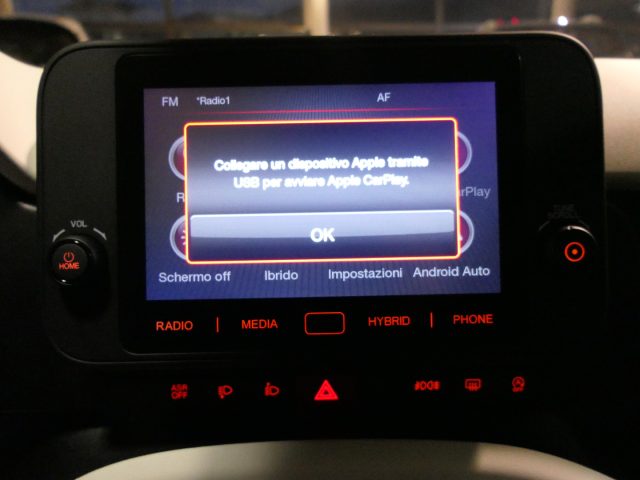 FM *Radio1 AF
Collegare un dispositivo Apple tramite
USB per avviare Apple CarPlay.
R arPlay
OK
Schermo off Ibrido Impostazioni Android Auto
VOL
HOME
RADIO MEDIA HYBRID PHONE
ASR
OFF